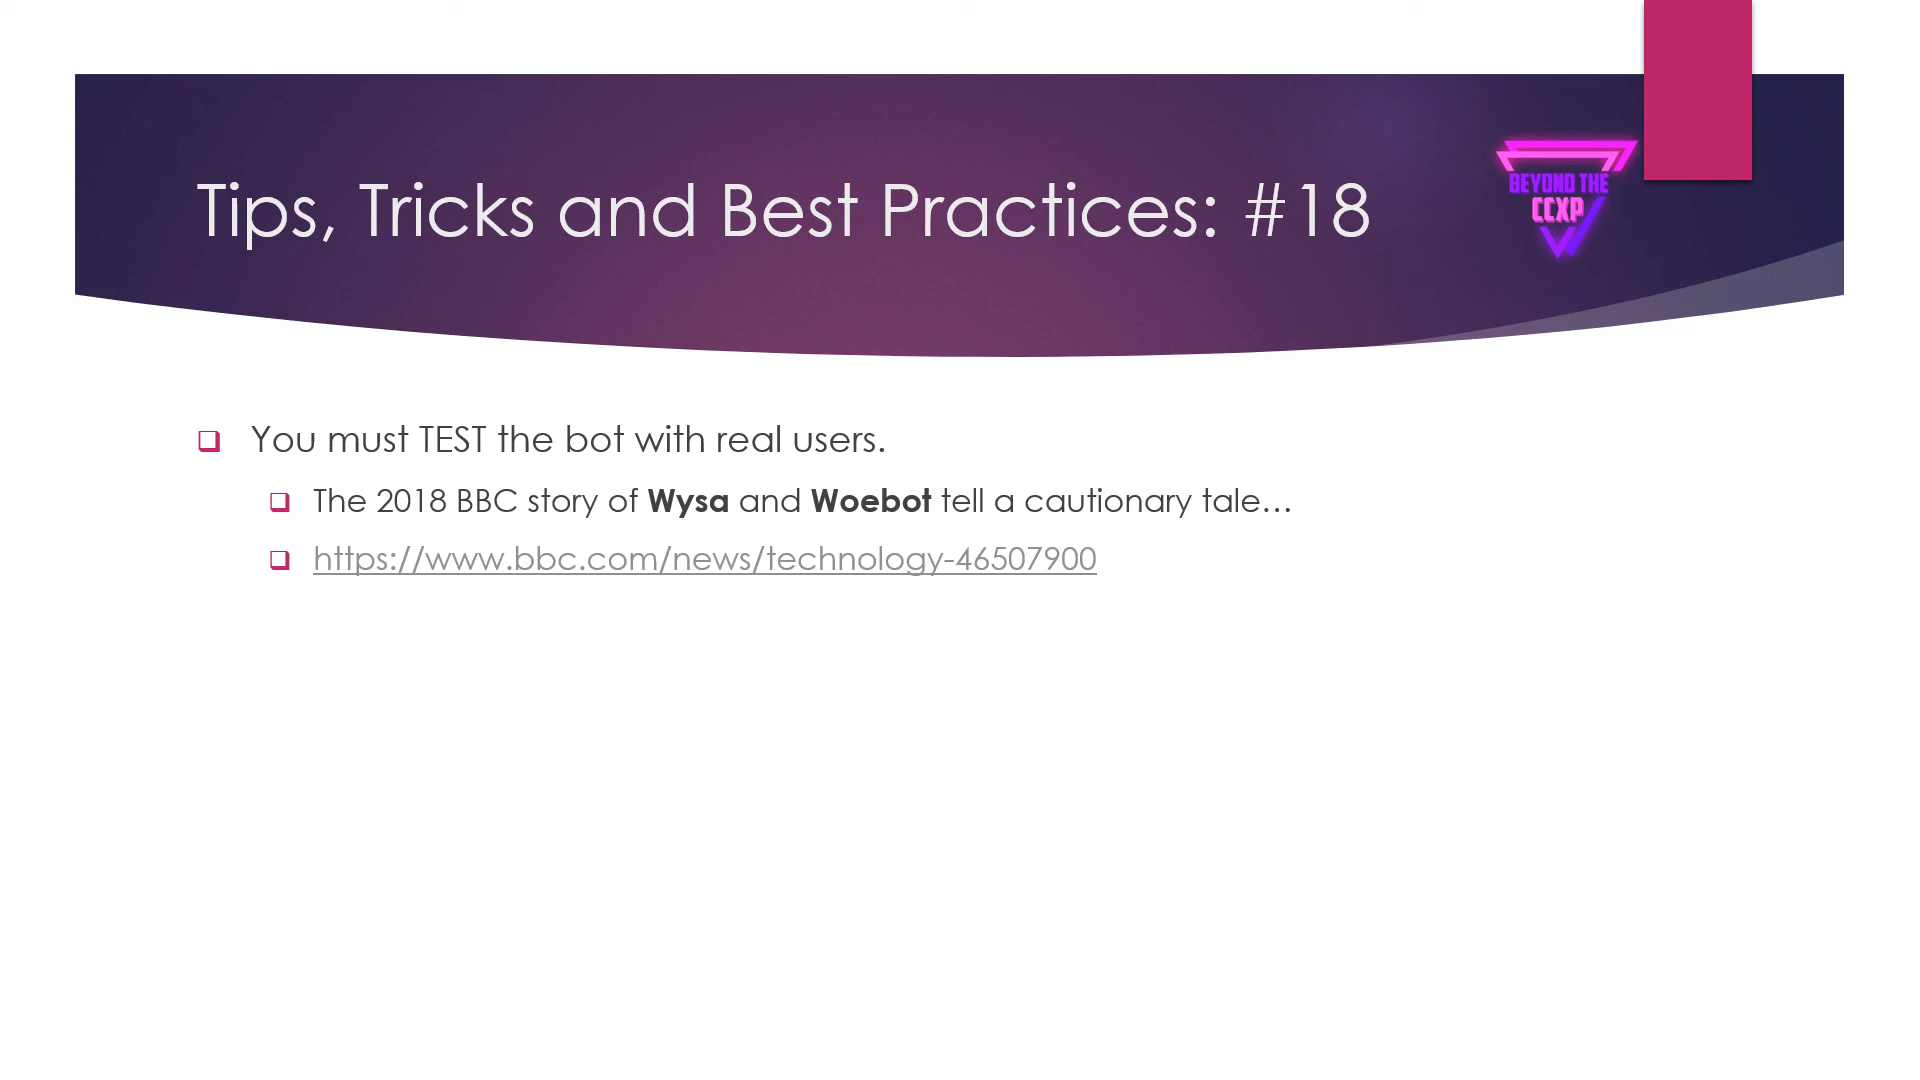 Tips, Tricks and Best Practices: #18
BEYOND THE
CCXP
You must TEST the bot with real users.
The 2018 BBC story of Wysa and Woebot tell a cautionary tale…
https://www.bbc.com/news/technology-46507900